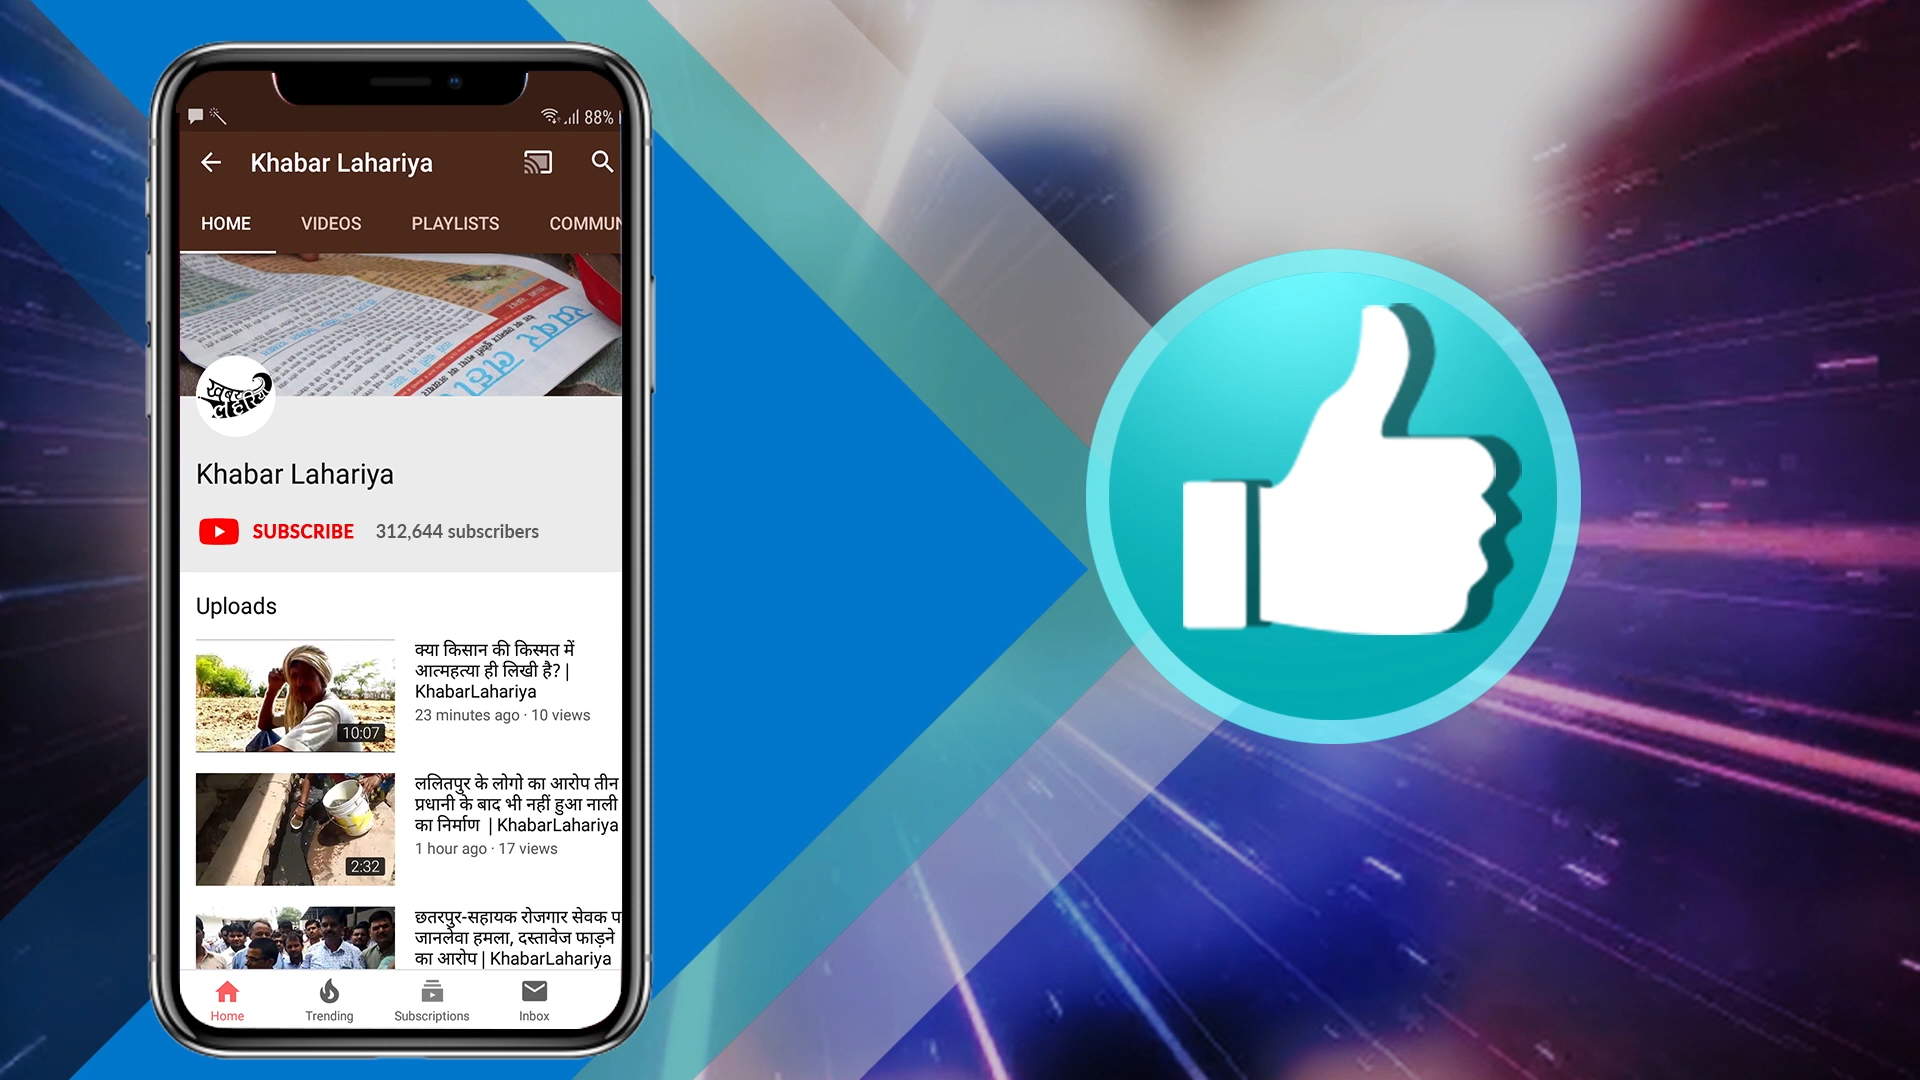 88%
Khabar Lahariya
HOME VIDEOS PLAYLISTS COMMUN
खबर
लहरिया
Khabar Lahariya
SUBSCRIBE 312,644 subscribers
Uploads
क्या किसान की किस्मत में
आत्महत्या ही लिखी है? |
KhabarLahariya
23 minutes ago · 10 views
10:07
ललितपुर के लोगो का आरोप तीन
प्रधानी के बाद भी नहीं हुआ नाली
का निर्माण | KhabarLahariya
1 hour ago · 17 views
2:32
छतरपुर-सहायक रोजगार सेवक प
जानलेवा हमला, दस्तावेज फाड़ने
का आरोप | KhabarLahariya
Home Trending Subscriptions Inbox